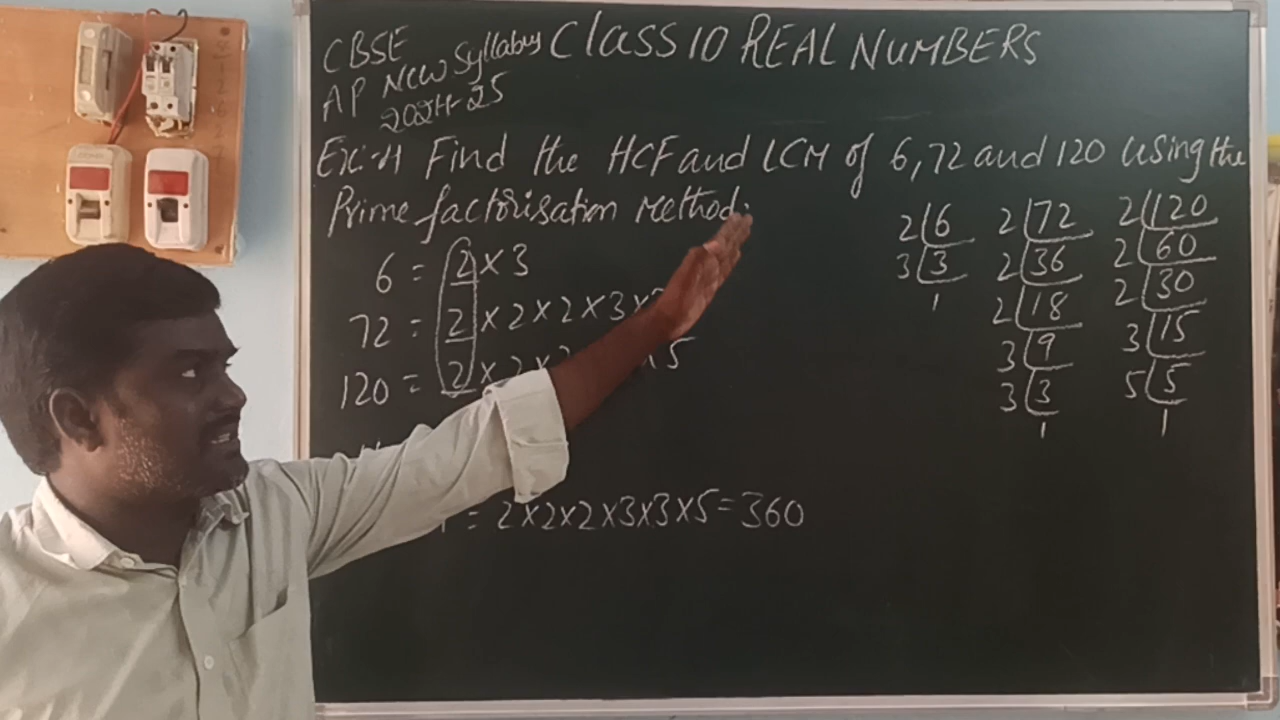 CBSE
AP New Syllabus
2024-25
Class 10 REAL NUMBERS
Ex:-4 Find the HCF and LCM of 6, 72 and 120 using the
Prime factorisation Method:
6 = 2 × 3
72 = 2 × 2 × 2 × 3 ×
120 = 2 × 2 × × 5
= 2×2×2×3×3×5 = 360
2 6
3 3
1
2 72
2 36
2 18
3 9
3 3
1
2 120
2 60
2 30
3 15
5 5
1